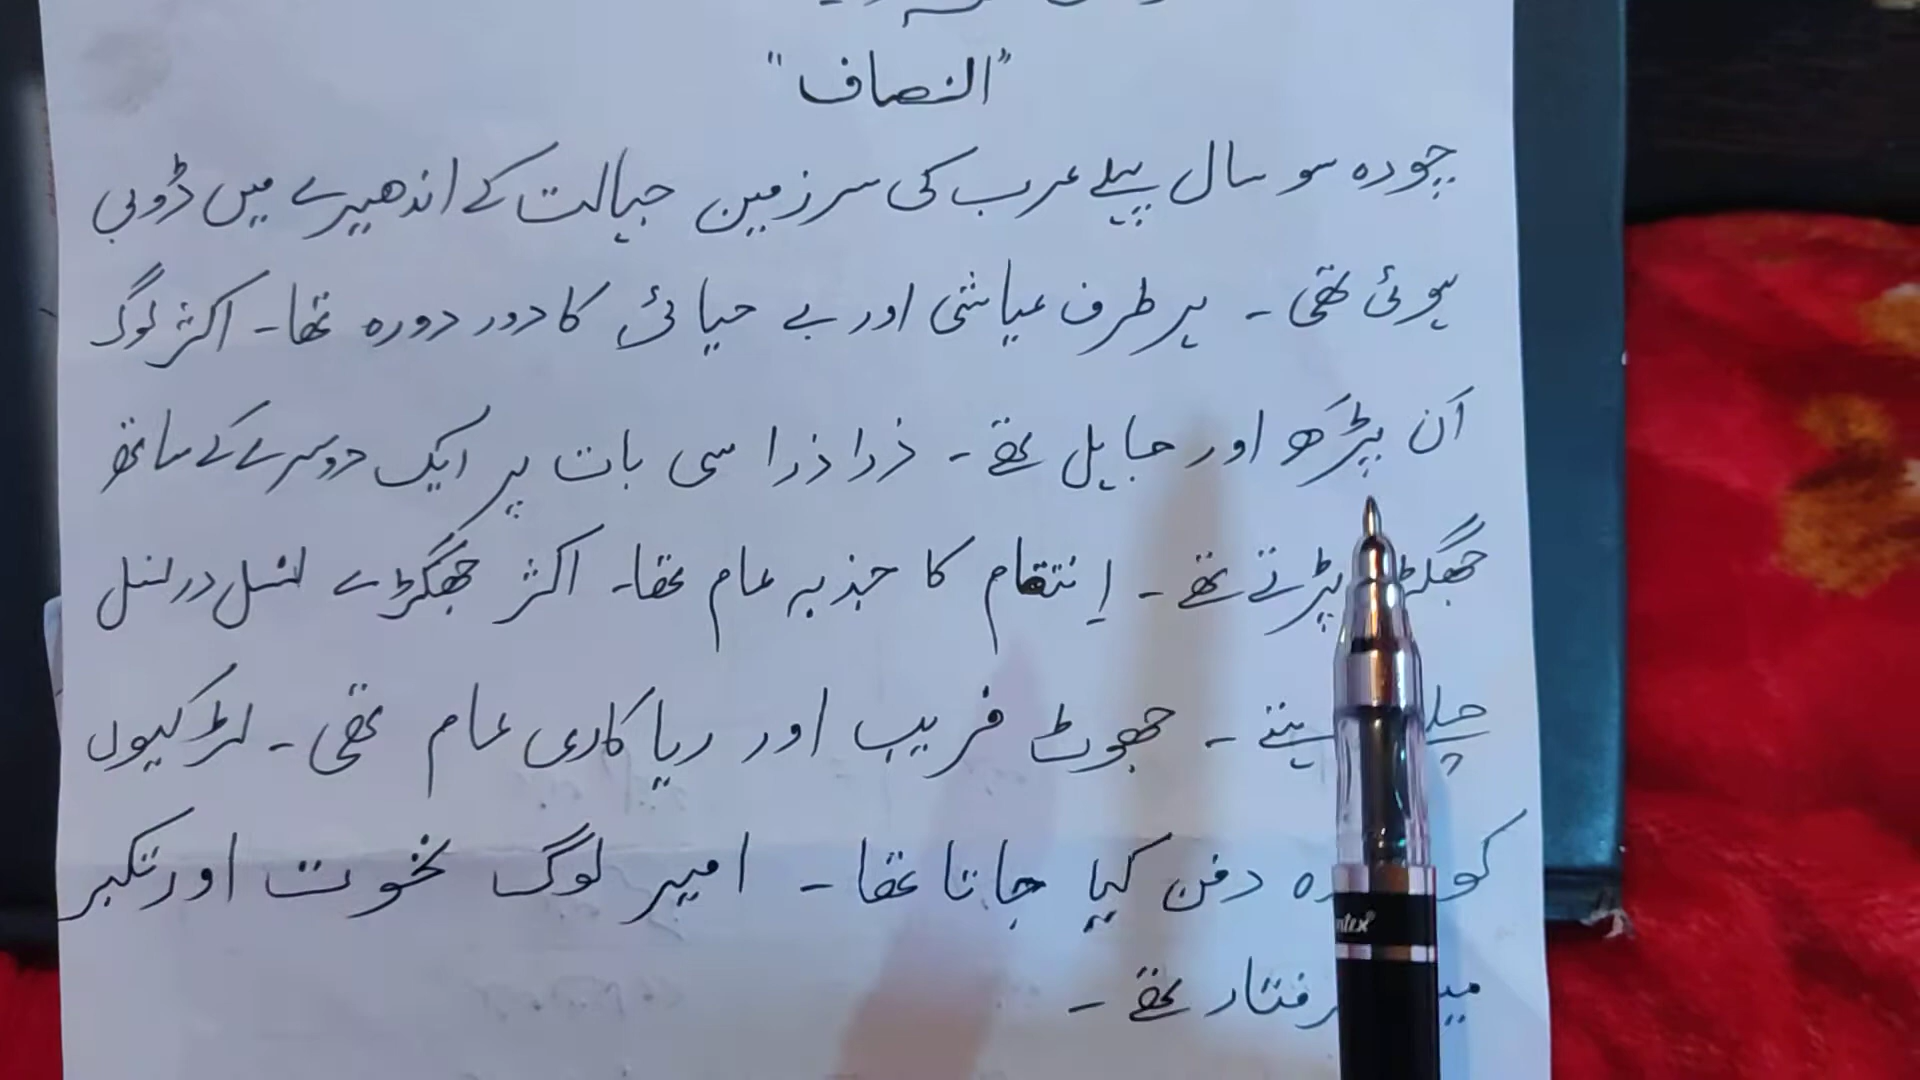 "انصاف"
چودہ سو سال پہلے عرب کی سرزمین جہالت کے اندھیرے میں ڈوبی
ہوئی تھی۔ ہر طرف عیاشی اور بے حیائی کا دور دورہ تھا۔ اکثر لوگ
اَن پڑھ اور جاہل تھے۔ ذرا ذرا سی بات پر ایک دوسرے کے ساتھ
جھگڑ پڑتے تھے۔ اِنتقام کا جذبہ عام تھا۔ اکثر جھگڑے نسل در نسل
چلتے رہتے۔ جھوٹ فریب اور ریاکاری عام تھی۔ لڑکیوں
کو دفن کیا جاتا تھا۔ امیر لوگ نخوت اور تکبر
میں تھے۔